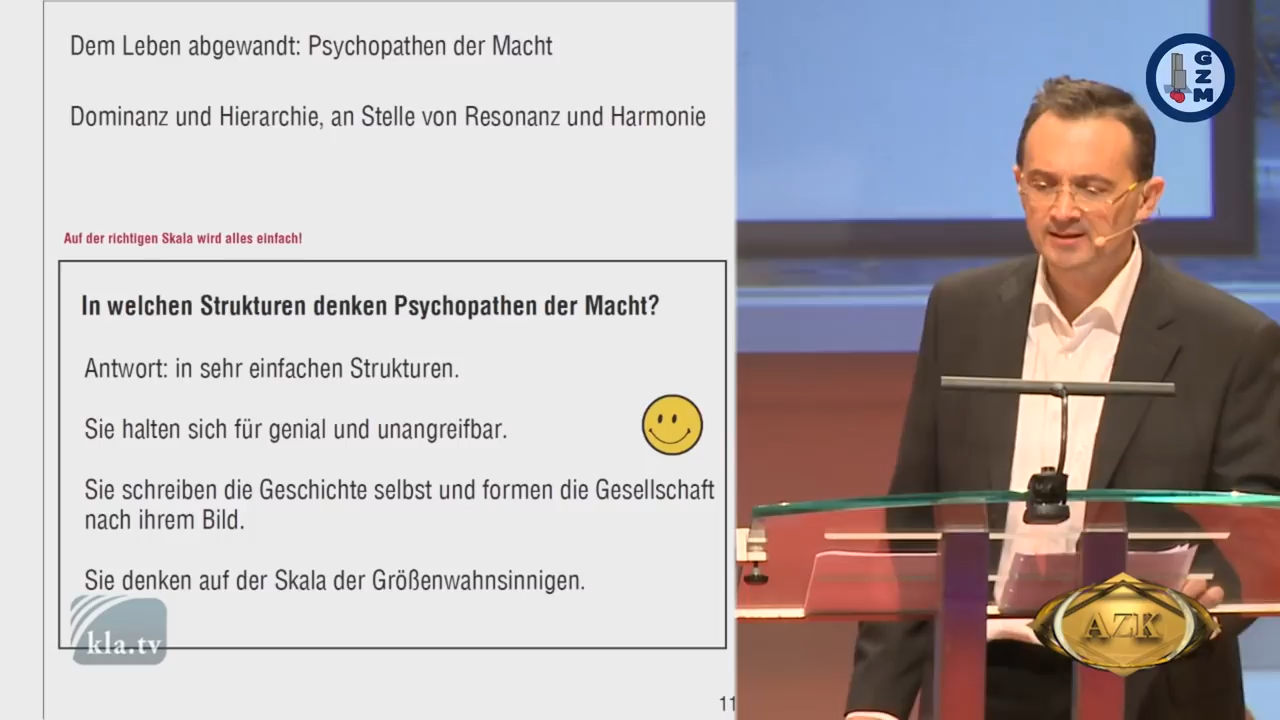 Dem Leben abgewandt: Psychopathen der Macht
Dominanz und Hierarchie, an Stelle von Resonanz und Harmonie
Auf der richtigen Skala wird alles einfach!
In welchen Strukturen denken Psychopathen der Macht?
Antwort: in sehr einfachen Strukturen.
Sie halten sich für genial und unangreifbar.
Sie schreiben die Geschichte selbst und formen die Gesellschaft
nach ihrem Bild.
Sie denken auf der Skala der Größenwahnsinnigen.
kla.tv
11
GZM
AZK